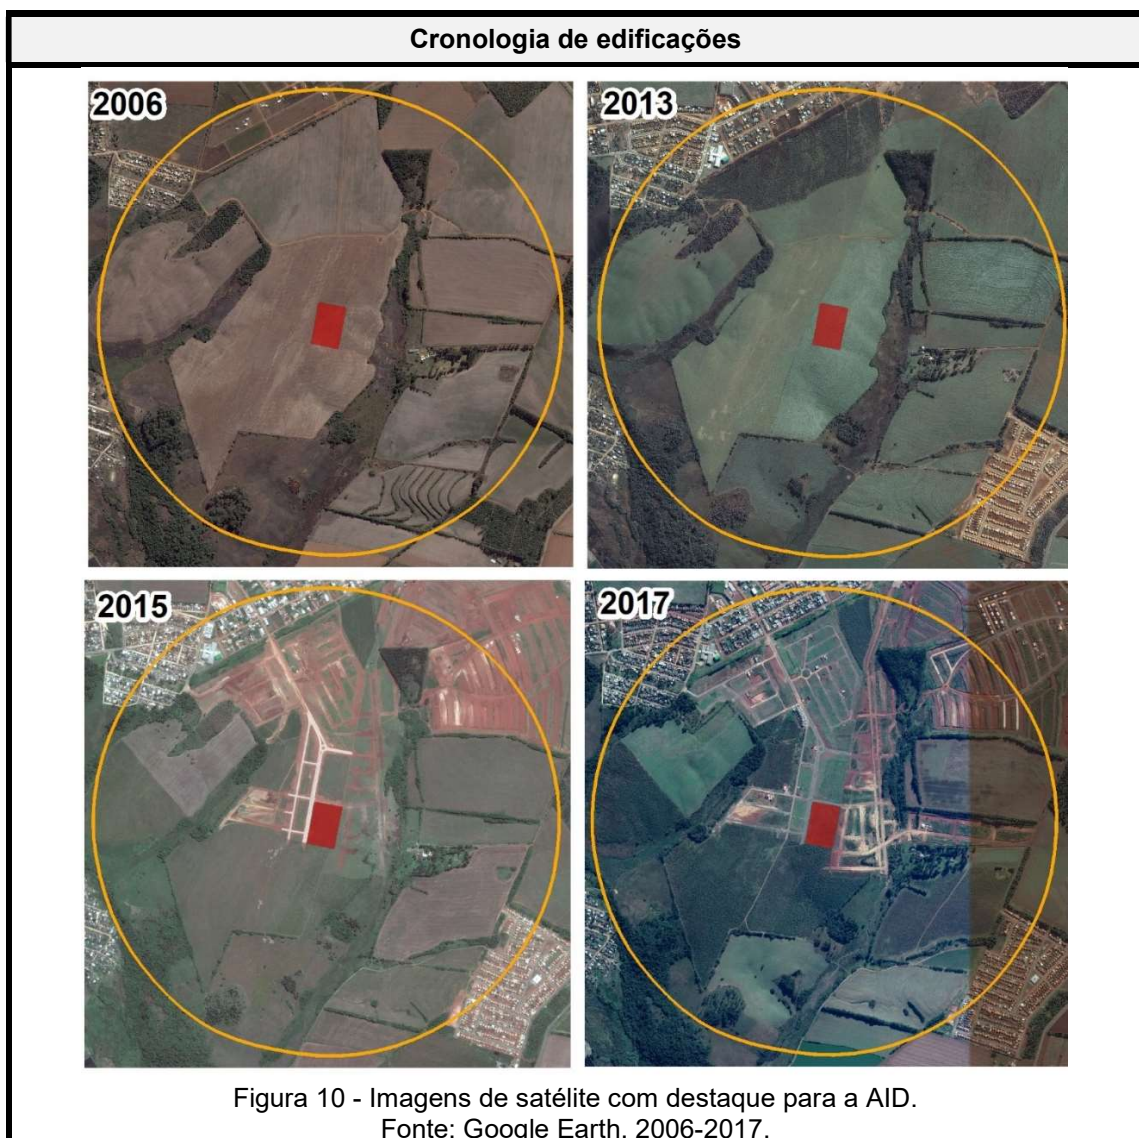 Cronologia de edificações
2006
2013
2015
2017
Figura 10 - Imagens de satélite com destaque para a AID.
Fonte: Google Earth, 2006-2017.